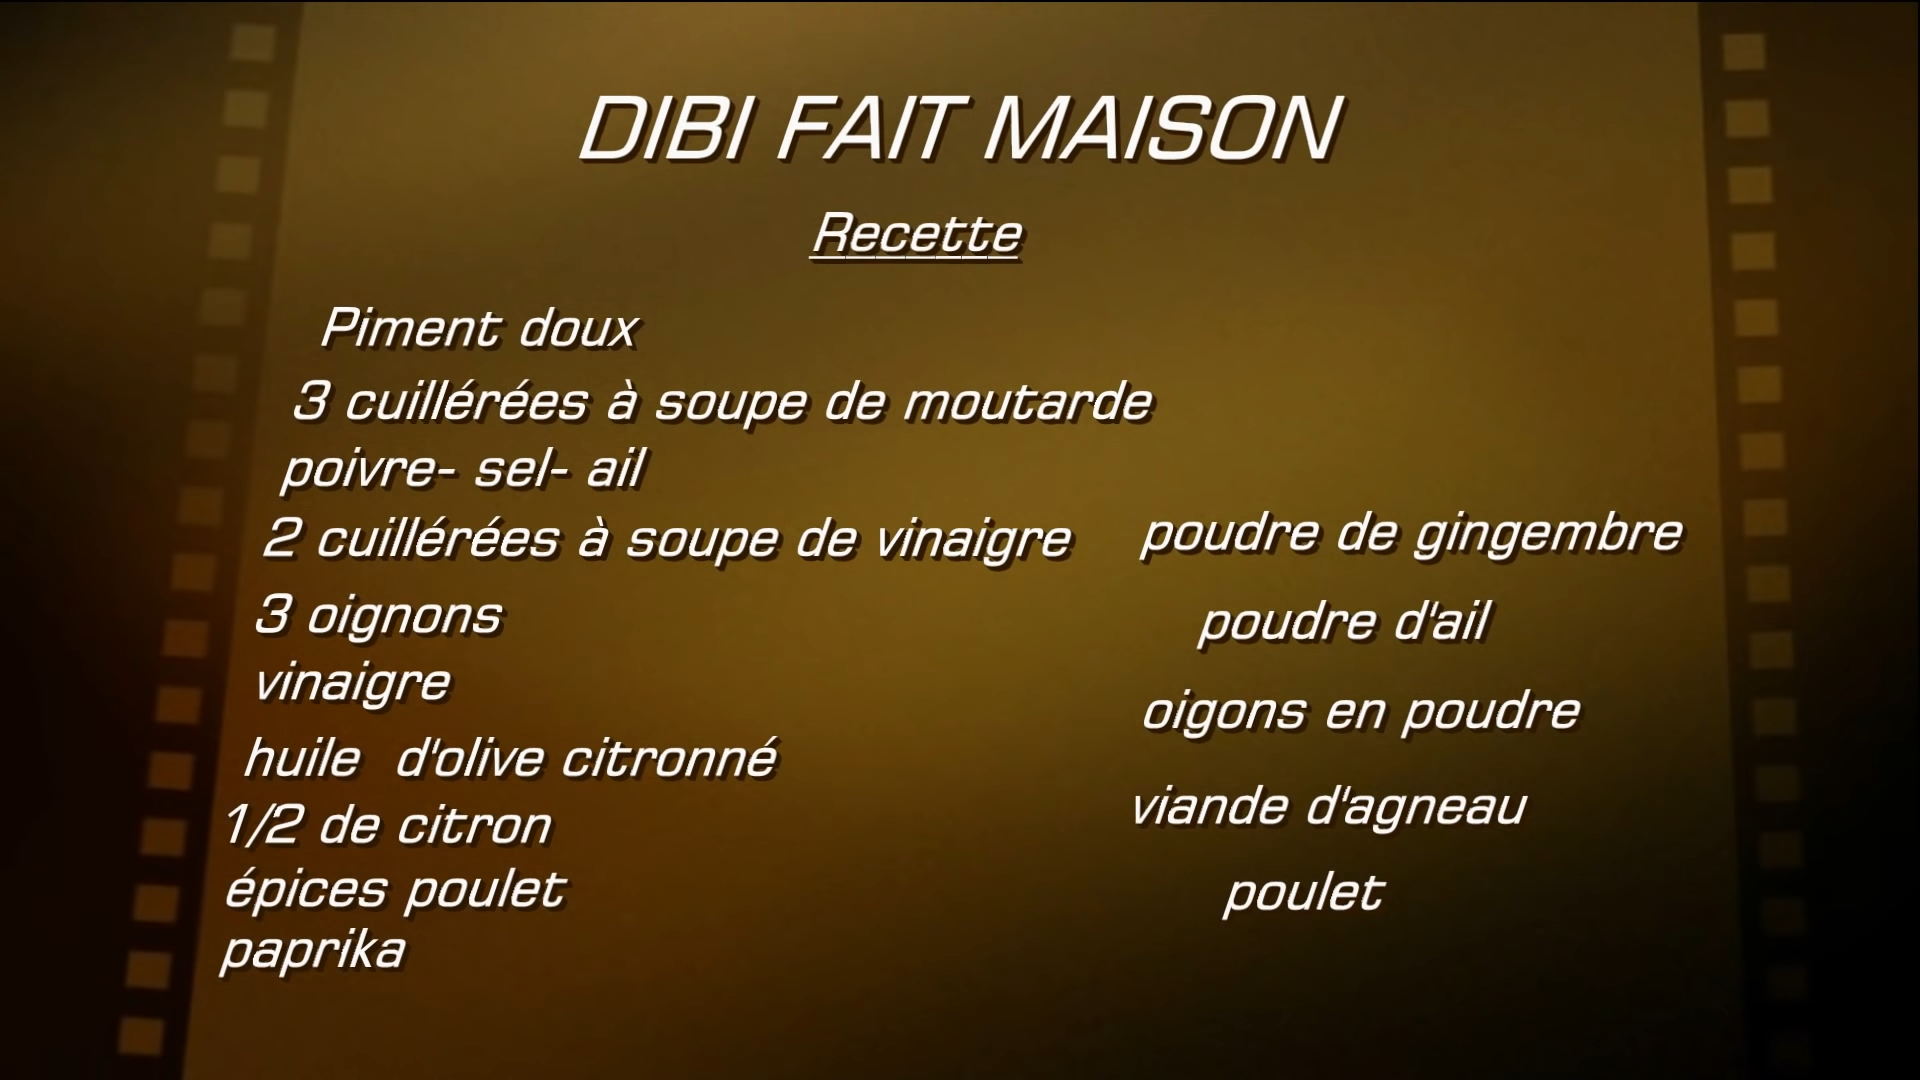 DIBI FAIT MAISON
Recette
Piment doux
3 cuillérées à soupe de moutarde
poivre- sel- ail
2 cuillérées à soupe de vinaigre
3 oignons
vinaigre
huile  d'olive citronné
1/2 de citron
épices poulet
paprika
poudre de gingembre
poudre d'ail
oigons en poudre
viande d'agneau
poulet